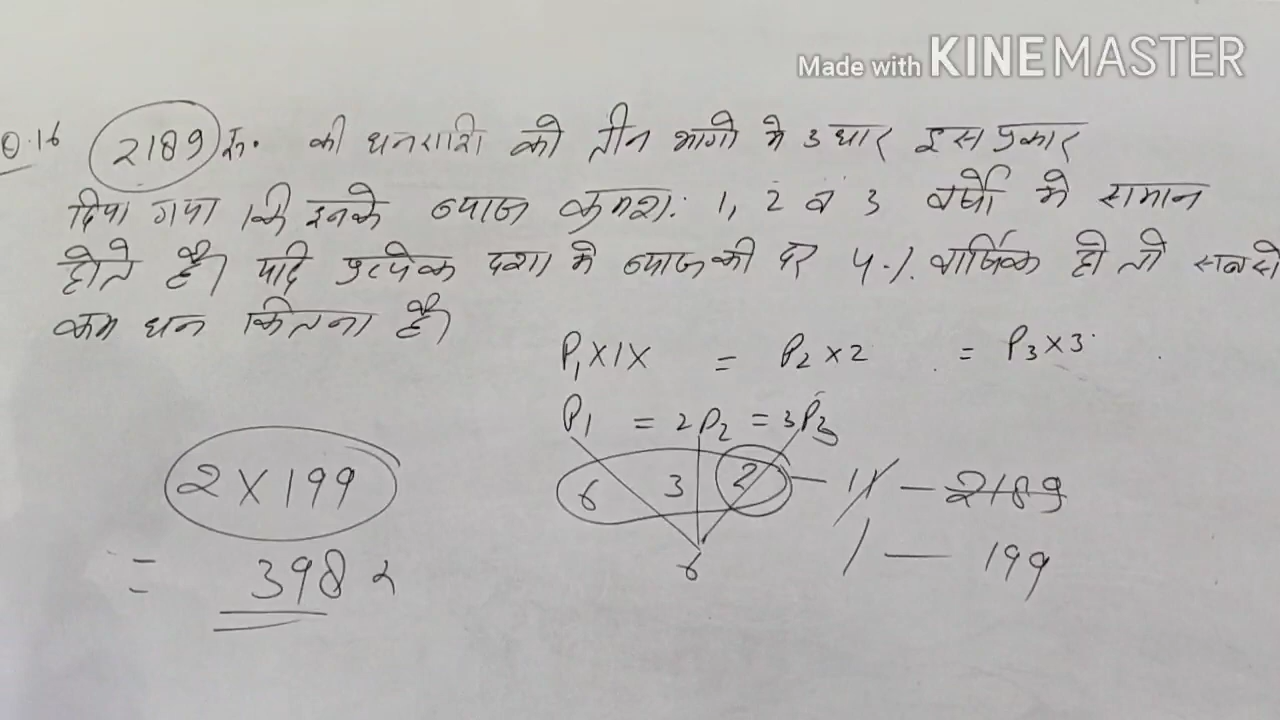 Made with KINEMASTER
Q.16 2189 रू. की धनराशि को तीन भागो मे उधार इस प्रकार
दिया गया कि इनके ब्याज क्रमश: 1, 2 व 3 वर्षो मे समान
होते है। यदि प्रत्येक दशा मे ब्याज की दर 4 % वार्षिक हो तो सबसे
कम धन कितना है।
P1 X 1 X = P2 x 2 = P3 x 3
P1 = 2P2 = 3P3
6 3 2 — 11 — 2189
6
1 — 199
2 X 199
= 398 र